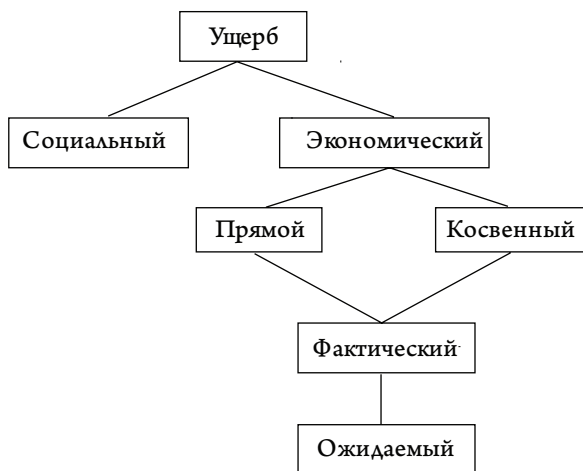 Ущерб
Социальный
Экономический
Прямой
Косвенный
Фактический
Ожидаемый